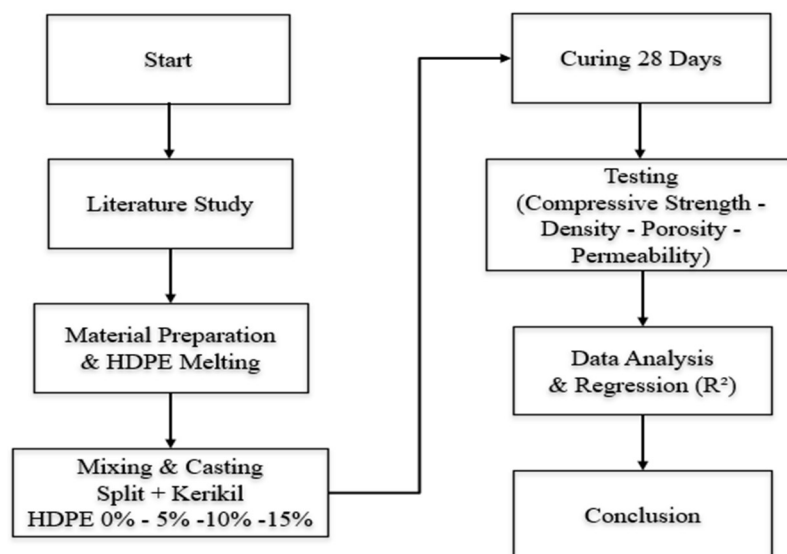 Start
Literature Study
Material Preparation
& HDPE Melting
Mixing & Casting
Split + Kerikil
HDPE 0% - 5% -10% -15%
Curing 28 Days
Testing
(Compressive Strength -
Density - Porosity -
Permeability)
Data Analysis
& Regression (R²)
Conclusion